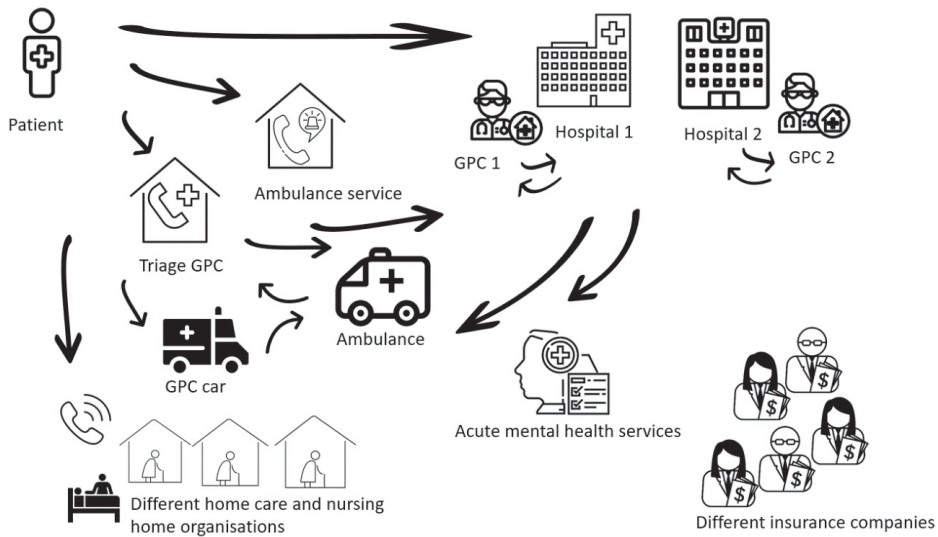 Patient
Hospital 1
Hospital 2
GPC 1
GPC 2
Ambulance service
Triage GPC
Ambulance
GPC car
Acute mental health services
Different home care and nursing
home organisations
$
$
$
$
$
Different insurance companies